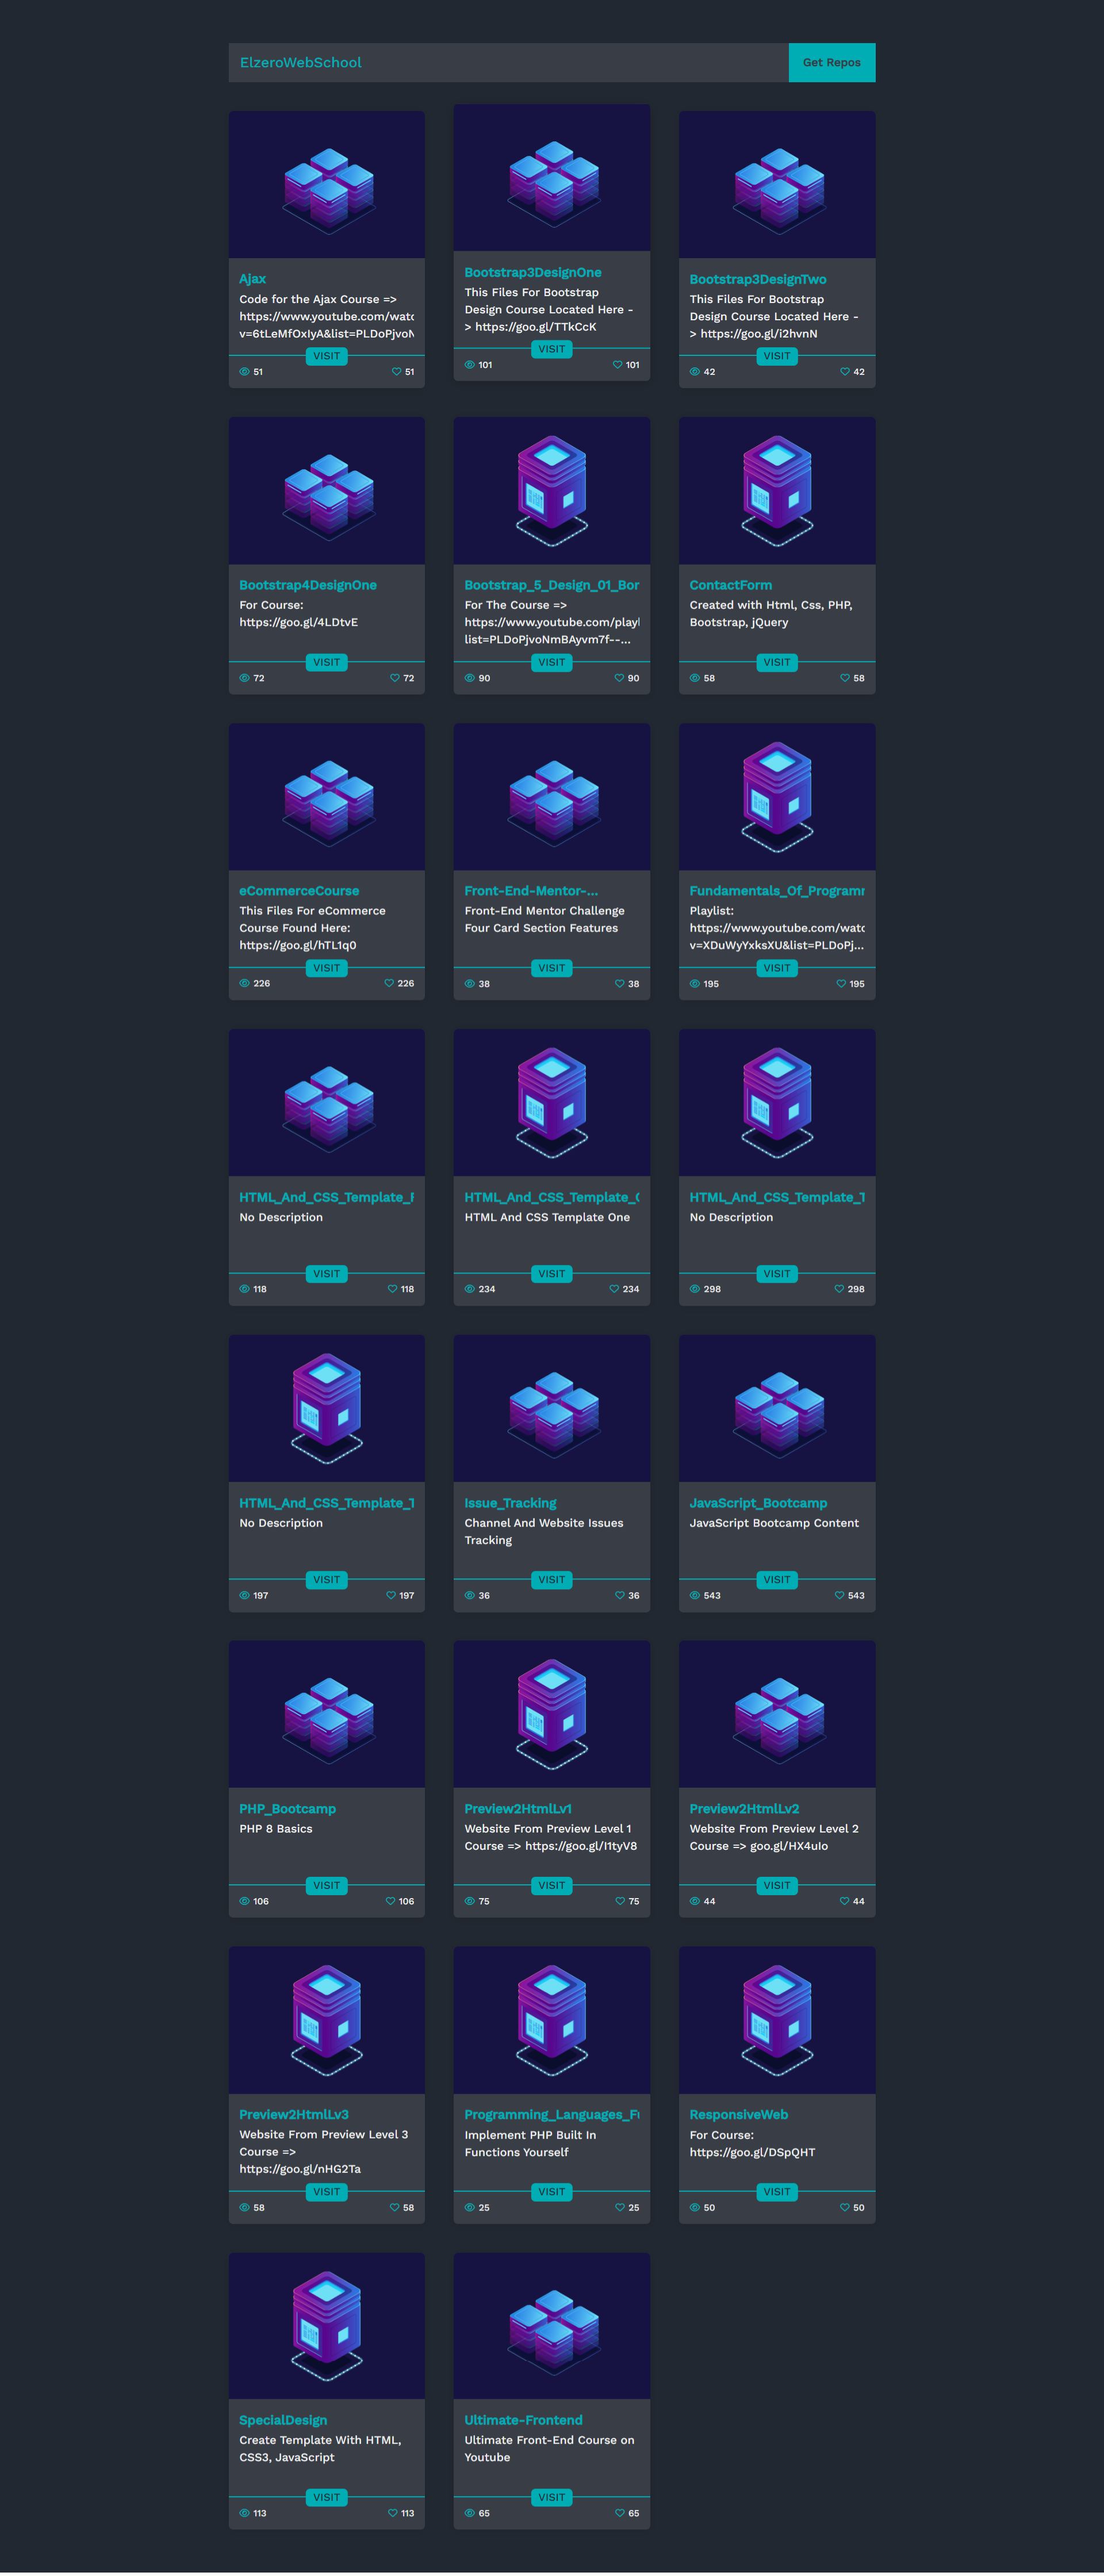 ElzeroWebSchool
Get Repos
Ajax
Code for the Ajax Course =>
https://www.youtube.com/watc
v=6tLeMfOxIyA&list=PLDoPjvoN
VISIT
51
51
Bootstrap3DesignOne
This Files For Bootstrap
Design Course Located Here -
> https://goo.gl/TTkCcK
VISIT
101
101
Bootstrap3DesignTwo
This Files For Bootstrap
Design Course Located Here -
> https://goo.gl/i2hvnN
VISIT
42
42
Bootstrap4DesignOne
For Course:
https://goo.gl/4LDtvE
VISIT
72
72
Bootstrap_5_Design_01_Bon
For The Course =>
https://www.youtube.com/playl
list=PLDoPjvoNmBAyvm7f--...
VISIT
90
90
ContactForm
Created with Html, Css, PHP,
Bootstrap, jQuery
VISIT
58
58
eCommerceCourse
This Files For eCommerce
Course Found Here:
https://goo.gl/hTL1q0
VISIT
226
226
Front-End-Mentor-...
Front-End Mentor Challenge
Four Card Section Features
VISIT
38
38
Fundamentals_Of_Programm
Playlist:
https://www.youtube.com/watc
v=XDuWyYxksXU&list=PLDoPj...
VISIT
195
195
HTML_And_CSS_Template_F
No Description
VISIT
118
118
HTML_And_CSS_Template_O
HTML And CSS Template One
VISIT
234
234
HTML_And_CSS_Template_T
No Description
VISIT
298
298
HTML_And_CSS_Template_T
No Description
VISIT
197
197
Issue_Tracking
Channel And Website Issues
Tracking
VISIT
36
36
JavaScript_Bootcamp
JavaScript Bootcamp Content
VISIT
543
543
PHP_Bootcamp
PHP 8 Basics
VISIT
106
106
Preview2HtmlLv1
Website From Preview Level 1
Course => https://goo.gl/I1tyV8
VISIT
75
75
Preview2HtmlLv2
Website From Preview Level 2
Course => goo.gl/HX4uIo
VISIT
44
44
Preview2HtmlLv3
Website From Preview Level 3
Course =>
https://goo.gl/nHG2Ta
VISIT
58
58
Programming_Languages_Fu
Implement PHP Built In
Functions Yourself
VISIT
25
25
ResponsiveWeb
For Course:
https://goo.gl/DSpQHT
VISIT
50
50
SpecialDesign
Create Template With HTML,
CSS3, JavaScript
VISIT
113
113
Ultimate-Frontend
Ultimate Front-End Course on
Youtube
VISIT
65
65